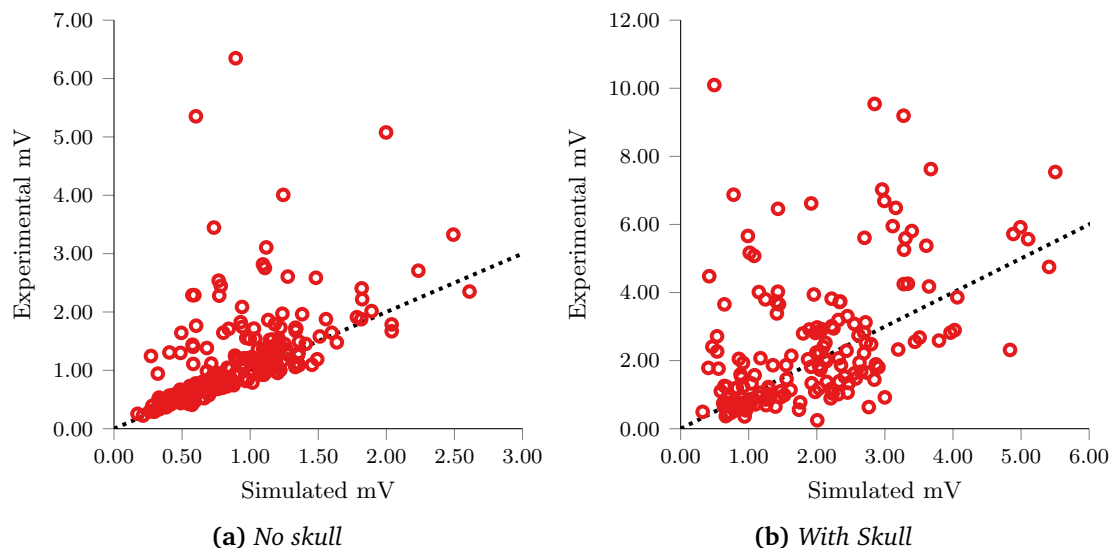 7.00
6.00
5.00
4.00
3.00
2.00
1.00
0.00
Experimental mV
0.00 0.50 1.00 1.50 2.00 2.50 3.00
Simulated mV
(a) No skull
12.00
10.00
8.00
6.00
4.00
2.00
0.00
Experimental mV
0.00 1.00 2.00 3.00 4.00 5.00 6.00
Simulated mV
(b) With Skull